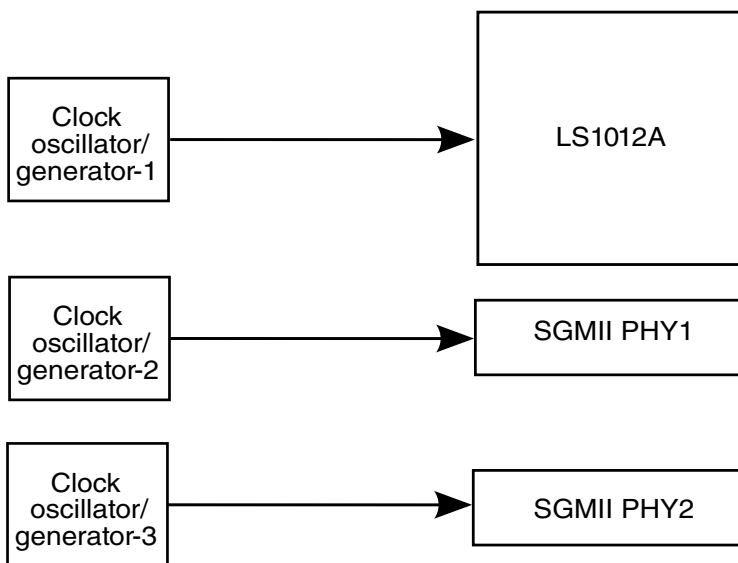 Clock
oscillator/
generator-1
LS1012A
Clock
oscillator/
generator-2
SGMII PHY1
Clock
oscillator/
generator-3
SGMII PHY2